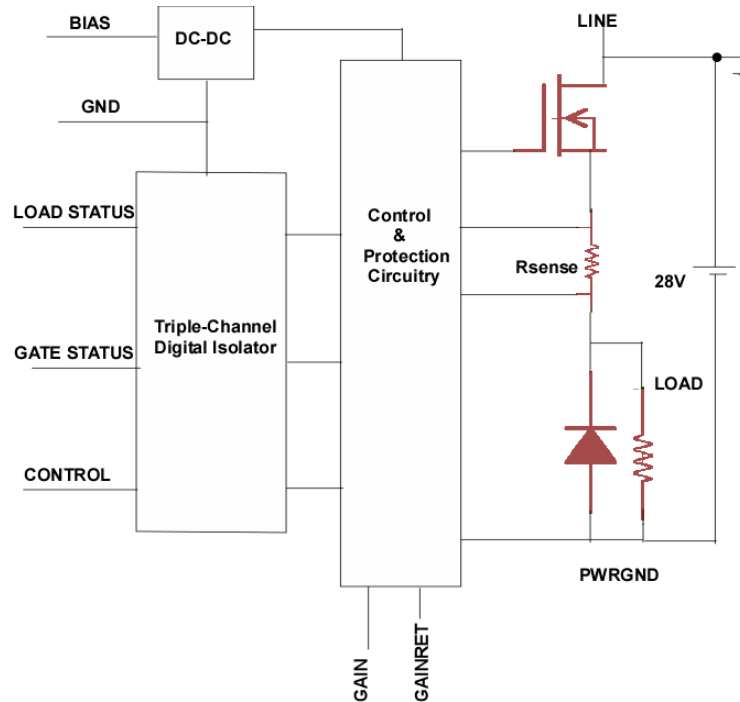 BIAS
DC-DC
LINE
GND
LOAD STATUS
Control
&
Protection
Circuitry
Rsense
28V
Triple-Channel
Digital Isolator
GATE STATUS
LOAD
CONTROL
PWRGND
GAIN
GAINRET